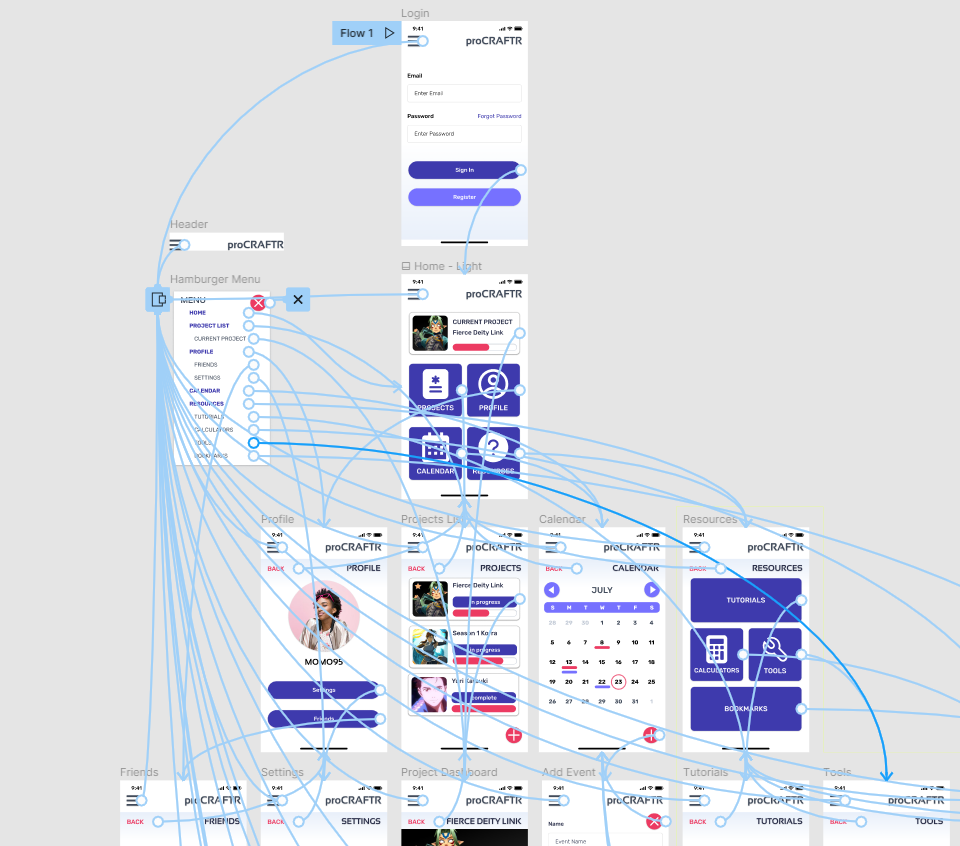 Login
Flow 1
9:41
proCRAFTR
Email
Enter Email
Password Forgot Password
Enter Password
Sign In
Register
Header
proCRAFTR
Hamburger Menu
MENU
HOME
PROJECT LIST
CURRENT PROJECT
PROFILE
FRIENDS
SETTINGS
CALENDAR
RESOURCES
TUTORIALS
CALCULATORS
TOOLS
BOOKMARKS
Home - Light
9:41
proCRAFTR
CURRENT PROJECT
Fierce Deity Link
PROJECTS PROFILE
CALENDAR RESOURCES
Profile
9:41
proCRAFTR
BACK PROFILE
MOMO95
Settings
Friends
Projects List
9:41
proCRAFTR
BACK PROJECTS
Fierce Deity Link
in progress
Season 1 Korra
in progress
complete
Calendar
9:41
proCRAFTR
BACK CALENDAR
JULY
S M T W T F S
28 29 30 1 2 3 4
5 6 7 8 9 10 11
12 13 14 15 16 17 18
19 20 21 22 23 24 25
26 27 28 29 30 31 1
Resources
9:41
proCRAFTR
BACK RESOURCES
TUTORIALS
CALCULATORS TOOLS
BOOKMARKS
Friends
9:41
proCRAFTR
BACK FRIENDS
Settings
9:41
proCRAFTR
BACK SETTINGS
Project Dashboard
9:41
proCRAFTR
BACK FIERCE DEITY LINK
Add Event
9:41
proCRAFTR
Name
Event Name
Tutorials
9:41
proCRAFTR
BACK TUTORIALS
Tools
9:41
proCRAFTR
BACK TOOLS